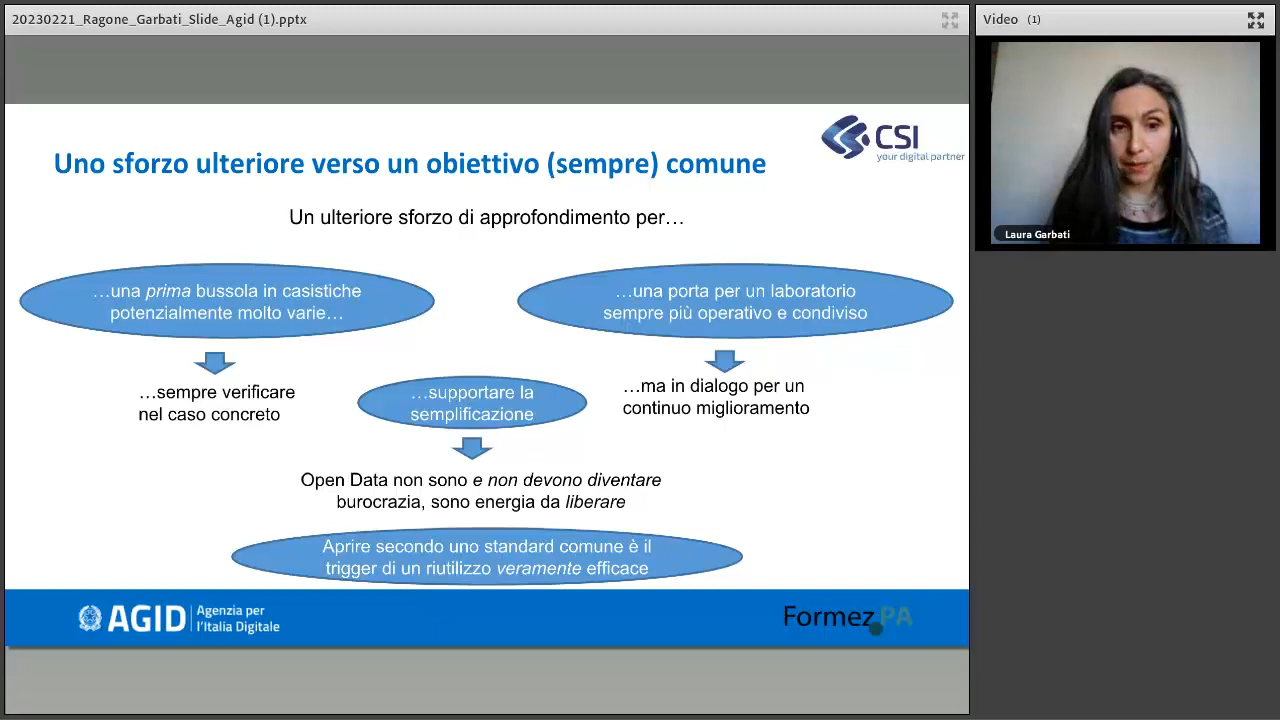 20230221_Ragone_Garbati_Slide_Agid (1).pptx
Video (1)
CSI
your digital partner
Uno sforzo ulteriore verso un obiettivo (sempre) comune
Un ulteriore sforzo di approfondimento per…
…una prima bussola in casistiche
potenzialmente molto varie…
…una porta per un laboratorio
sempre più operativo e condiviso
…sempre verificare
nel caso concreto
…supportare la
semplificazione
…ma in dialogo per un
continuo miglioramento
Open Data non sono e non devono diventare
burocrazia, sono energia da liberare
Aprire secondo uno standard comune è il
trigger di un riutilizzo veramente efficace
AGID
Agenzia per
l'Italia Digitale
Formez PA
Laura Garbati